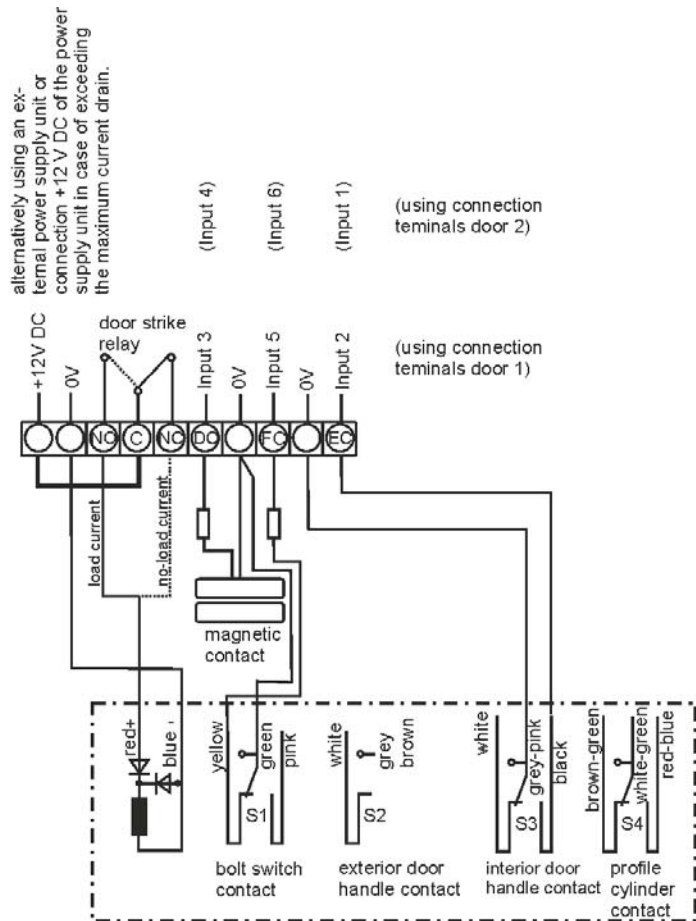 alternatively using an ex-
ternal power supply unit or
connection +12 V DC of the power
supply unit in case of exceeding
the maximum current drain.
(Input 4)
(Input 6)
(Input 1)
(using connection
teminals door 2)
+12V DC
0V
door strike
relay
Input 3
0V
Input 5
0V
Input 2
(using connection
teminals door 1)
NO
C
NC
DC
FC
EC
load current
no-load current
magnetic
contact
red+
blue -
yellow
green
pink
white
grey
brown
white
grey-pink
black
brown-green
white-green
red-blue
S1
S2
S3
S4
bolt switch
contact
exterior door
handle contact
interior door
handle contact
profile
cylinder
contact